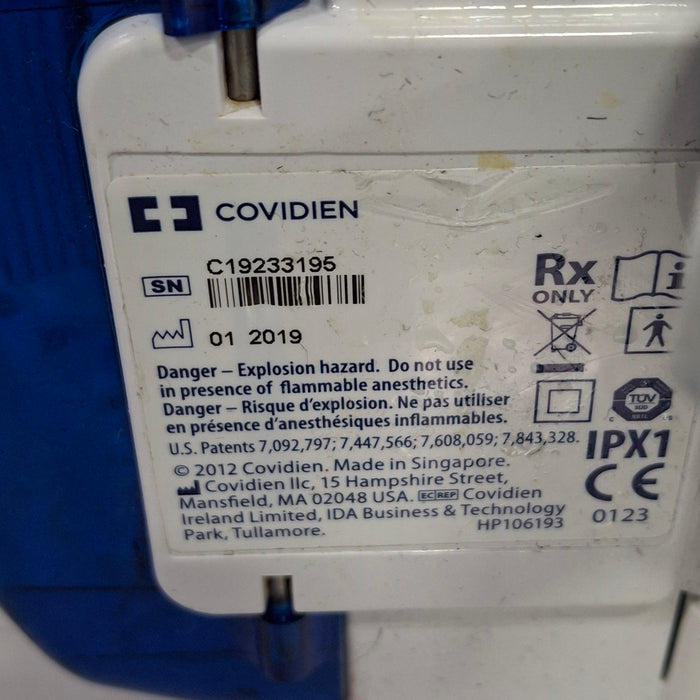 COVIDIEN
SN
C19233195
01 2019
Rx
ONLY
i
Danger – Explosion hazard. Do not use
in presence of flammable anesthetics.
Danger – Risque d'explosion. Ne pas utiliser
en présence d'anesthésiques inflammables.
U.S. Patents 7,092,797; 7,447,566; 7,608,059; 7,843,328.
© 2012 Covidien. Made in Singapore.
Covidien llc, 15 Hampshire Street,
Mansfield, MA 02048 USA. EC REP Covidien
Ireland Limited, IDA Business & Technology
Park, Tullamore.
HP106193
TÜV
C US
IPX1
CE
0123